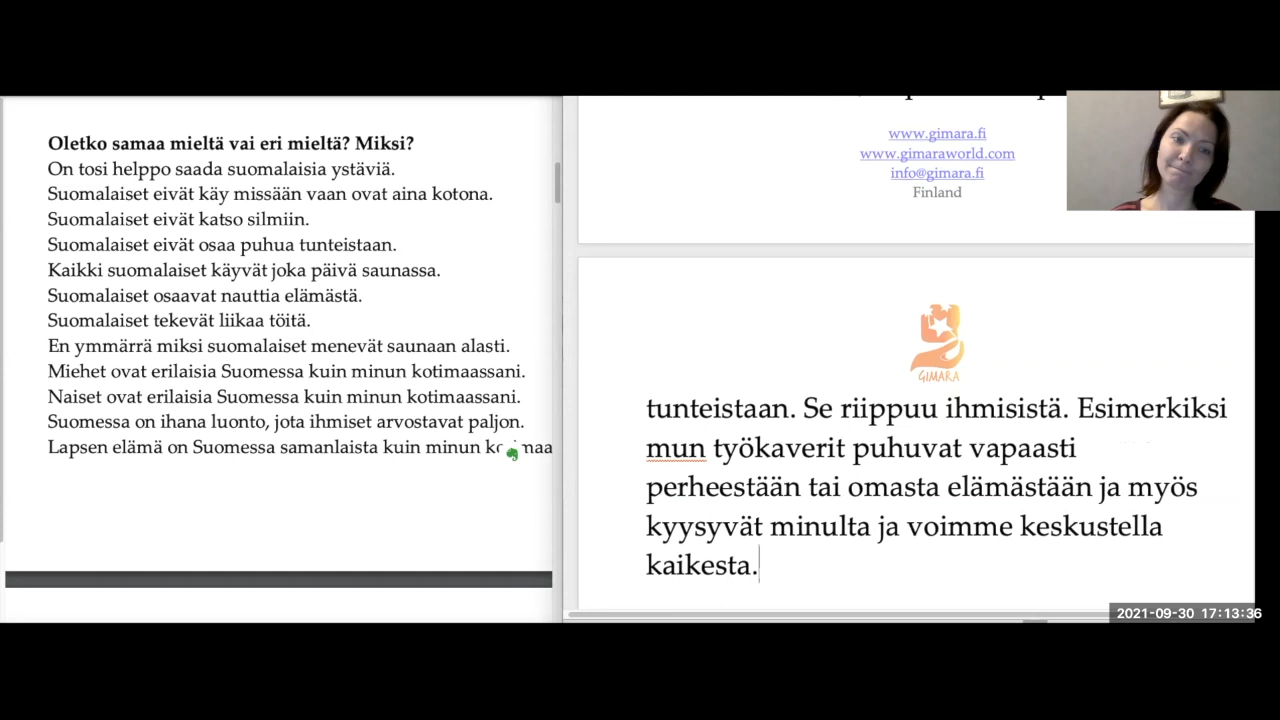 Oletko samaa mieltä vai eri mieltä? Miksi?
On tosi helppo saada suomalaisia ystäviä.
Suomalaiset eivät käy missään vaan ovat aina kotona.
Suomalaiset eivät katso silmiin.
Suomalaiset eivät osaa puhua tunteistaan.
Kaikki suomalaiset käyvät joka päivä saunassa.
Suomalaiset osaavat nauttia elämästä.
Suomalaiset tekevät liikaa töitä.
En ymmärrä miksi suomalaiset menevät saunaan alasti.
Miehet ovat erilaisia Suomessa kuin minun kotimaassani.
Naiset ovat erilaisia Suomessa kuin minun kotimaassani.
Suomessa on ihana luonto, jota ihmiset arvostavat paljon.
Lapsen elämä on Suomessa samanlaista kuin minun
www.gimara.fi
www.gimaraworld.com
info@gimara.fi
Finland
GIMARA
tunteistaan. Se riippuu ihmisistä. Esimerkiksi
mun työkaverit puhuvat vapaasti
perheestään tai omasta elämästään ja myös
kyysyvät minulta ja voimme keskustella
kaikesta.
2021-09-30 17:13:36